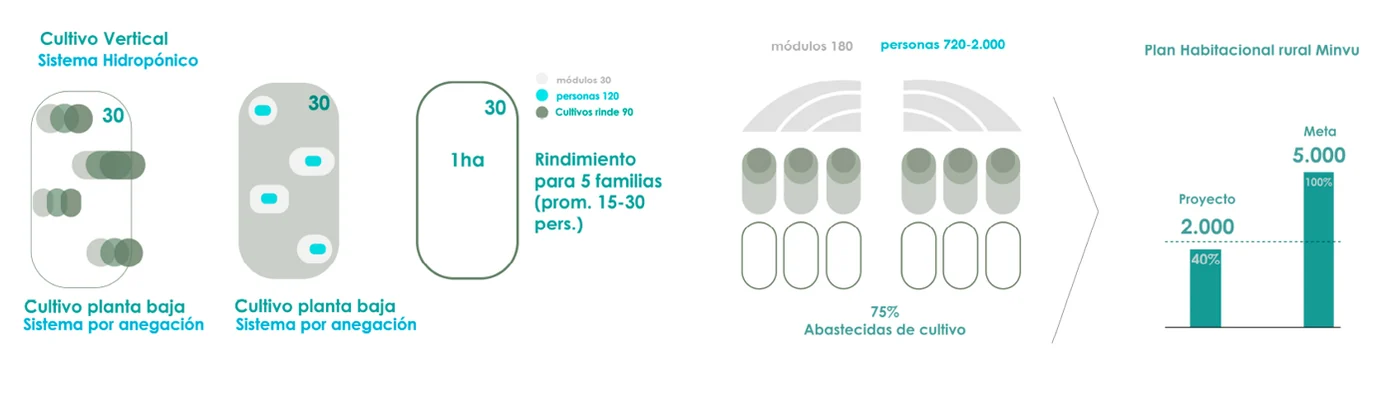 Cultivo Vertical
Sistema Hidropónico
30
Cultivo planta baja
Sistema por anegación
30
Cultivo planta baja
Sistema por anegación
30
1ha
módulos 30
personas 120
Cultivos rinde 90
Rindimiento
para 5 familias
(prom. 15-30
pers.)
módulos 180
personas 720-2.000
75%
Abastecidas de cultivo
Plan Habitacional rural Minvu
Proyecto
2.000
40%
Meta
5.000
100%